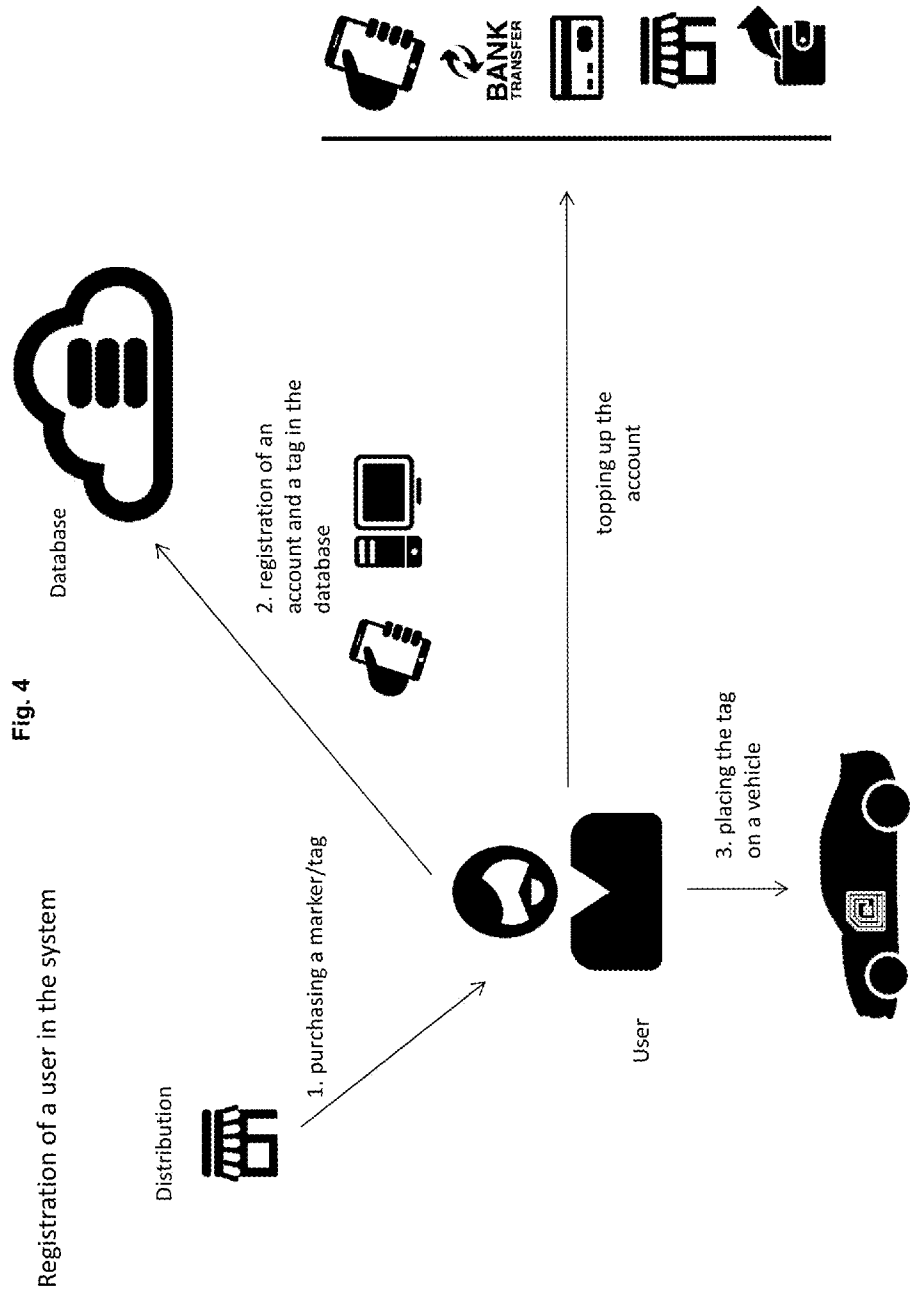 Fig. 4
Registration of a user in the system
Distribution
1. purchasing a marker/tag
User
Database
2. registration of an
account and a tag in the
database
3. placing the tag
on a vehicle
topping up the
account
BANK
TRANSFER